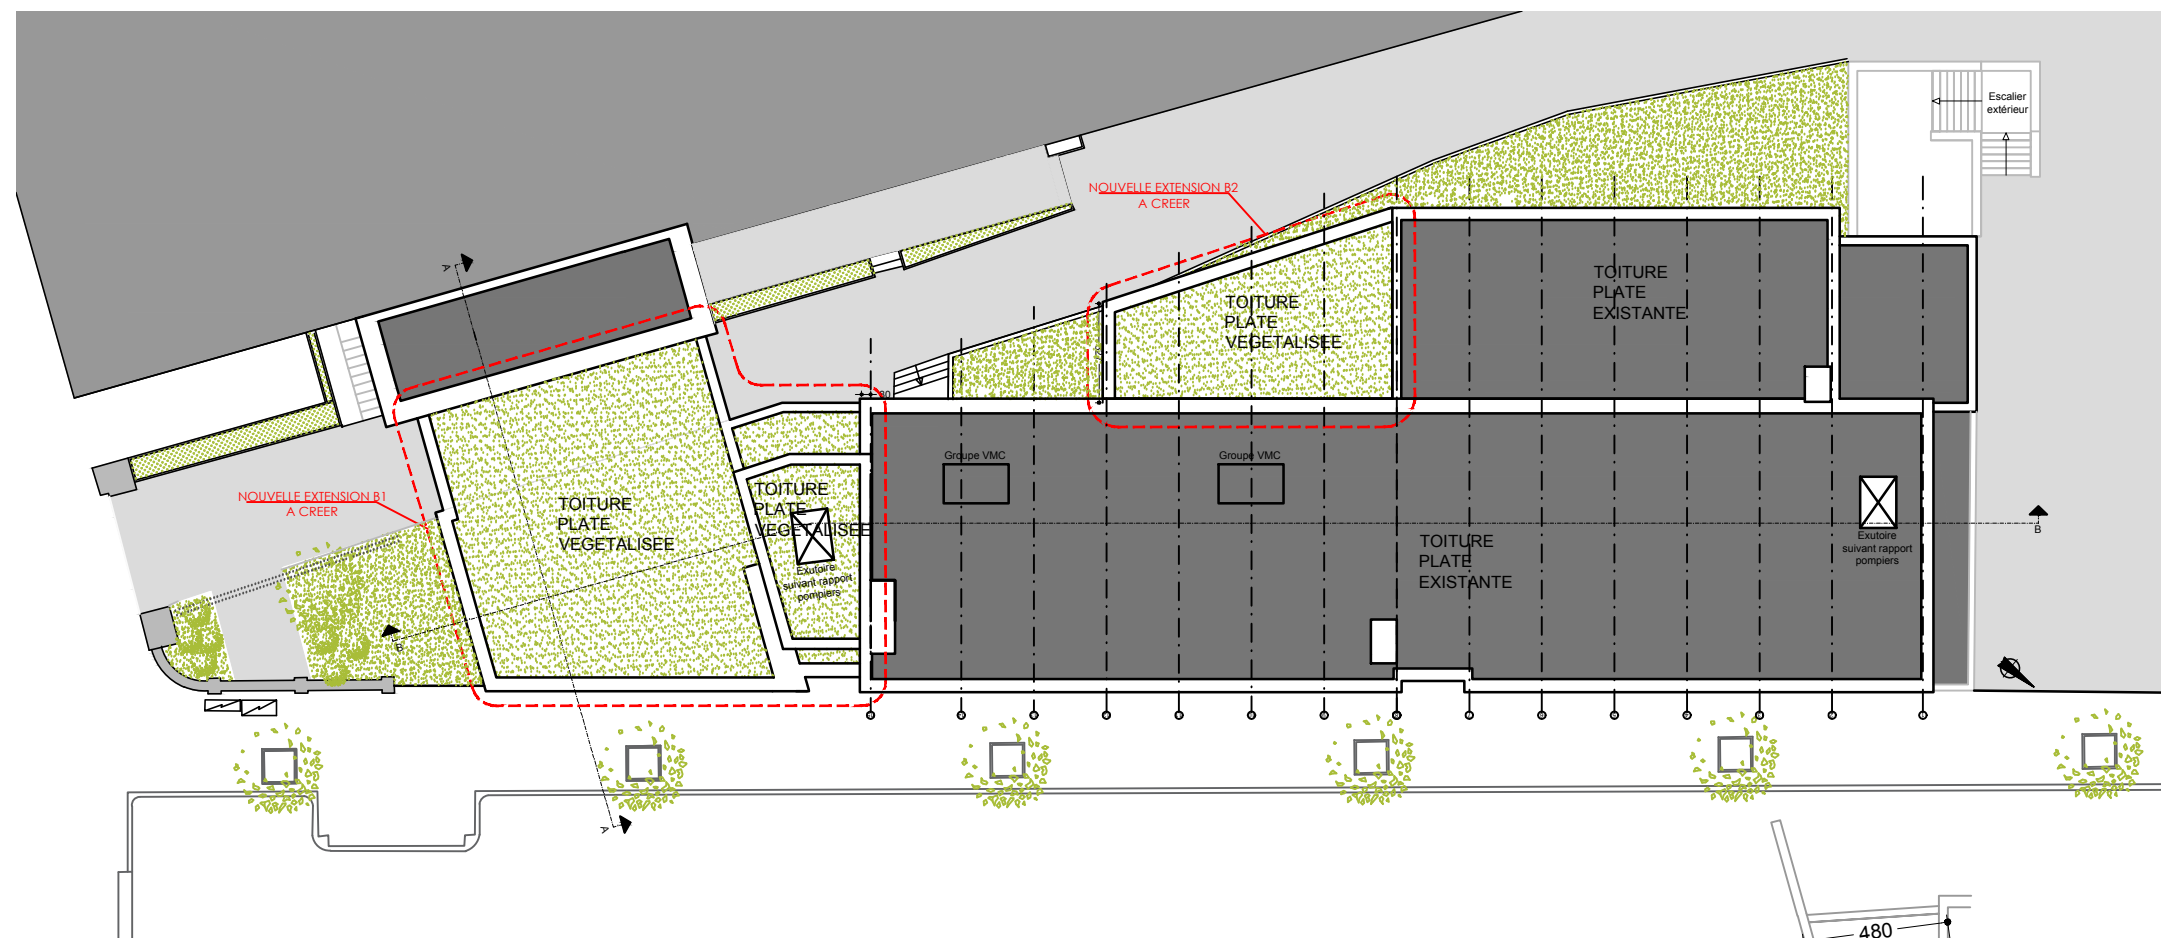 Escalier
extérieur
NOUVELLE EXTENSION B2
A CREER
A
TOITURE
PLATE
EXISTANTE
TOITURE
PLATE
VEGETALISEE
Groupe VMC
Groupe VMC
NOUVELLE EXTENSION B1
A CREER
TOITURE
PLATE
VEGETALISEE
TOITURE
PLATE
VEGETALISEE
Exutoire
suivant rapport
pompiers
TOITURE
PLATE
EXISTANTE
Exutoire
suivant rapport
pompiers
B
B
A
480